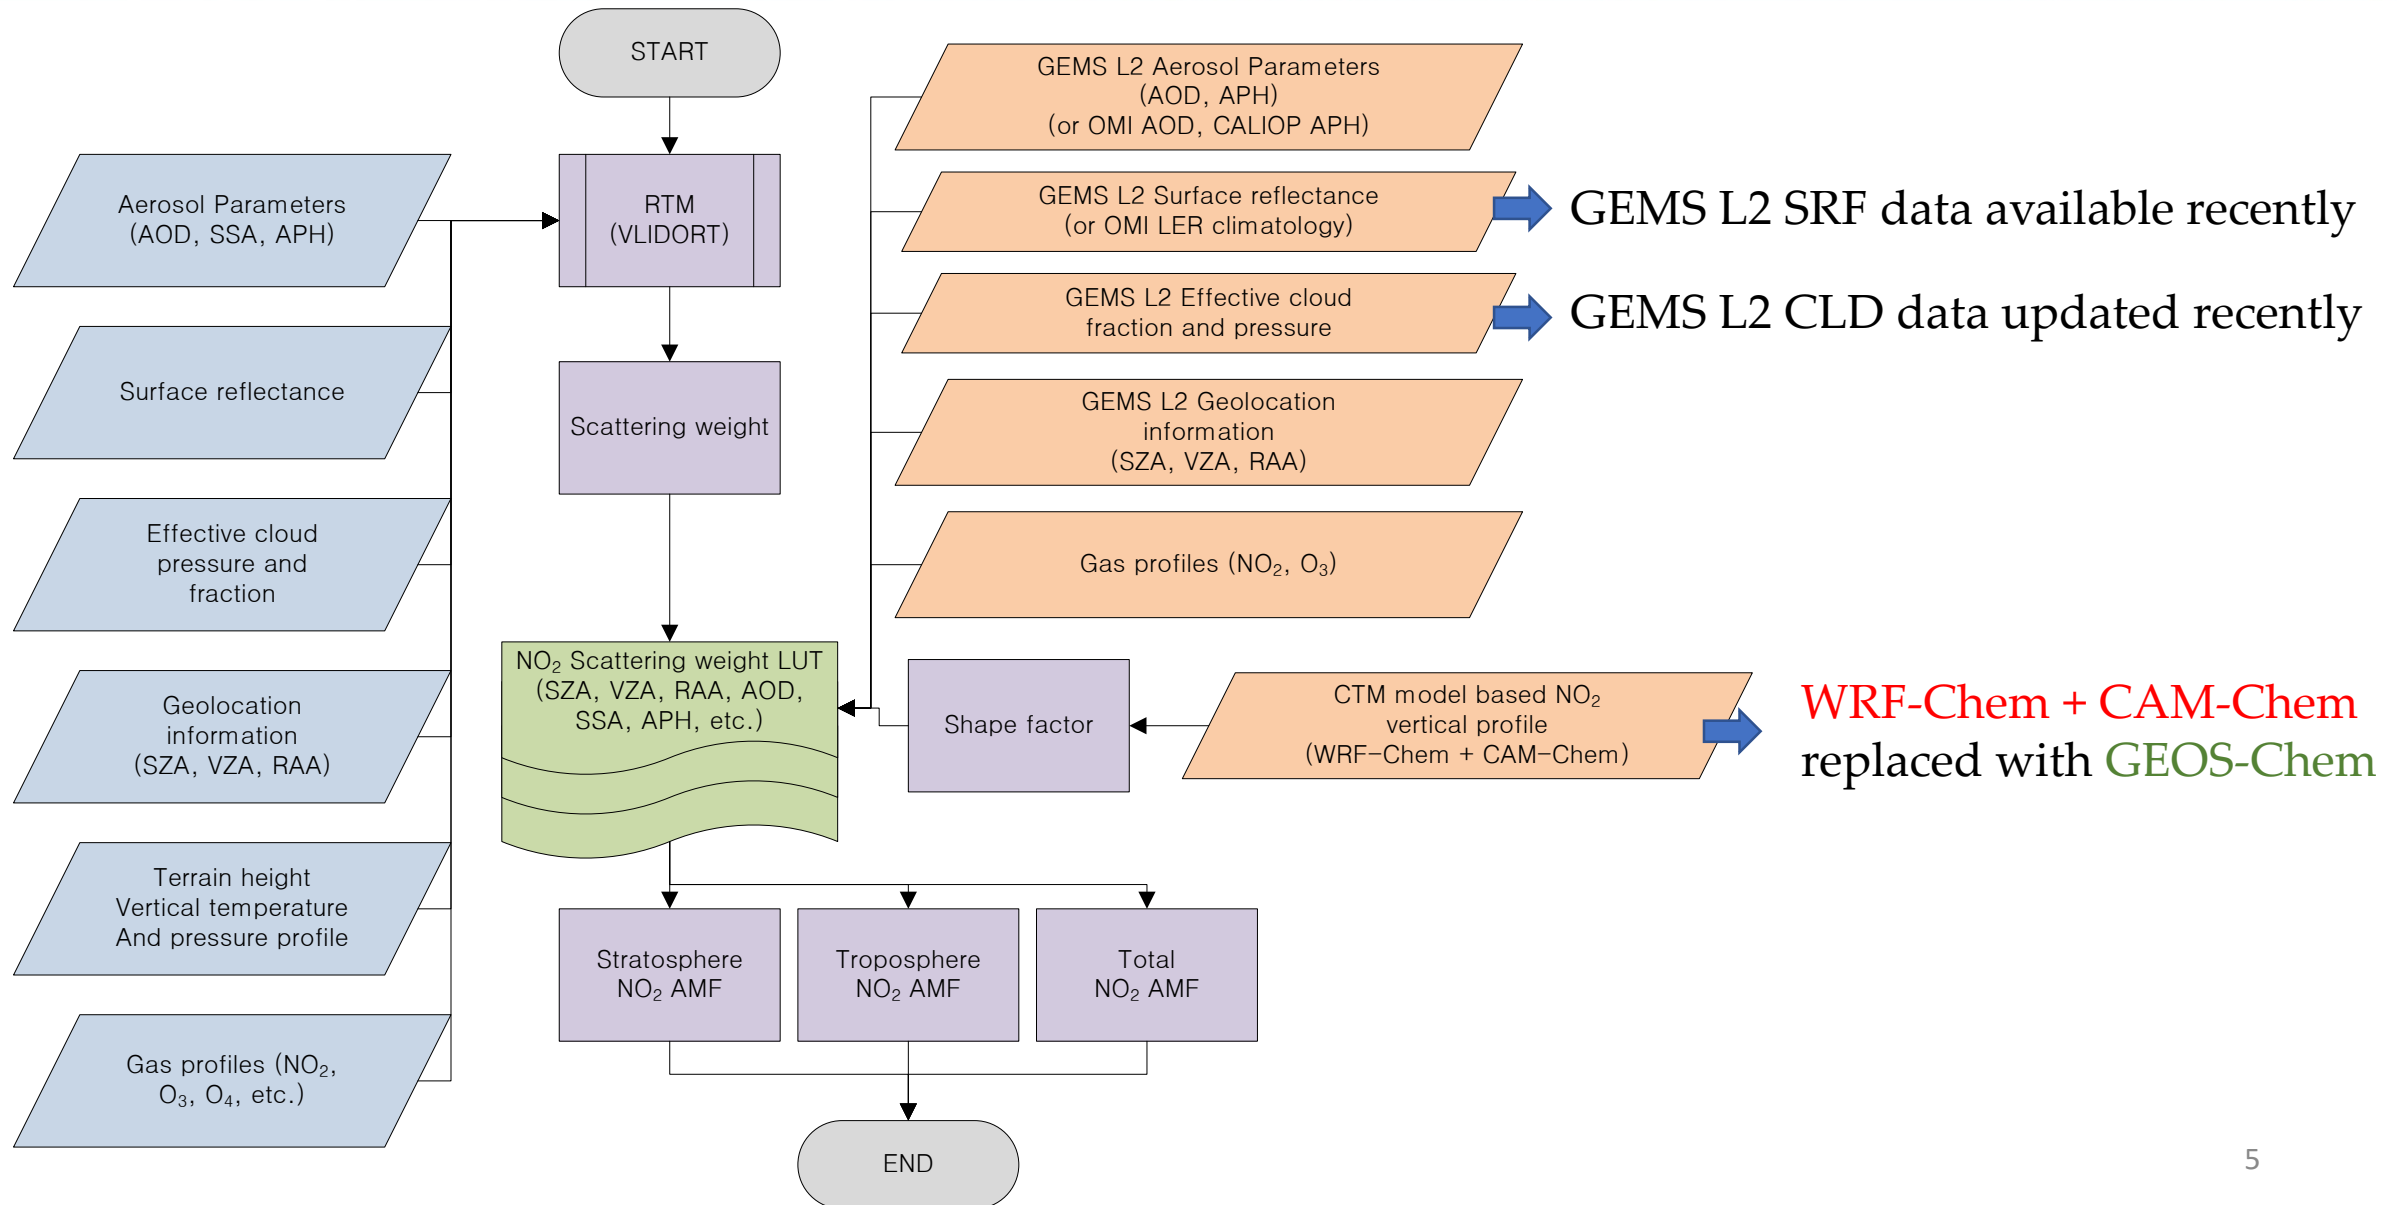 START
Aerosol Parameters
(AOD, SSA, APH)
Surface reflectance
Effective cloud
pressure and
fraction
Geolocation
information
(SZA, VZA, RAA)
Terrain height
Vertical temperature
And pressure profile
Gas profiles (NO₂,
O₃, O₄, etc.)
RTM
(VLIDORT)
Scattering weight
NO₂ Scattering weight LUT
(SZA, VZA, RAA, AOD,
SSA, APH, etc.)
GEMS L2 Aerosol Parameters
(AOD, APH)
(or OMI AOD, CALIOP APH)
GEMS L2 Surface reflectance
(or OMI LER climatology)
GEMS L2 SRF data available recently
GEMS L2 Effective cloud
fraction and pressure
GEMS L2 CLD data updated recently
GEMS L2 Geolocation
information
(SZA, VZA, RAA)
Gas profiles (NO₂, O₃)
Shape factor
CTM model based NO₂
vertical profile
(WRF-Chem + CAM-Chem)
WRF-Chem + CAM-Chem
replaced with GEOS-Chem
Stratosphere
NO₂ AMF
Troposphere
NO₂ AMF
Total
NO₂ AMF
END
5